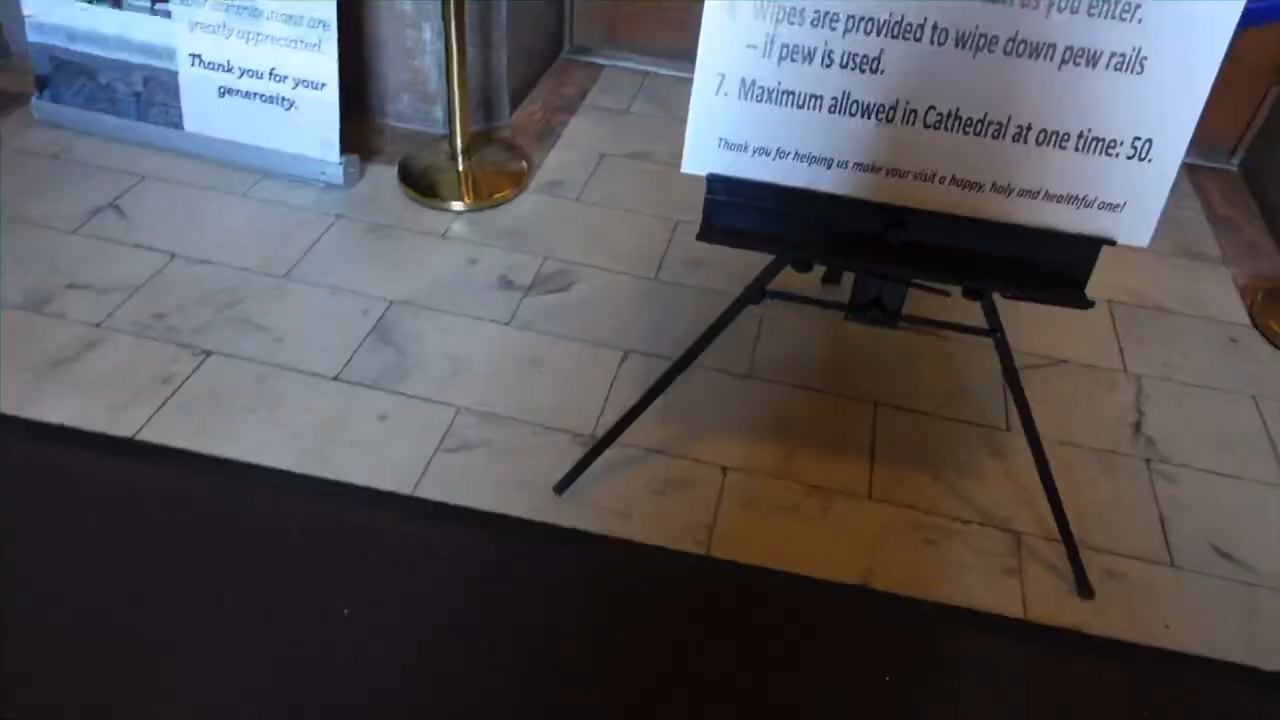 are
greatly appreciated.
Thank you for your
generosity.
you enter.
Wipes are provided to wipe down pew rails
– if pew is used.
7. Maximum allowed in Cathedral at one time: 50.
Thank you for helping us make your visit a happy, holy and healthful one!